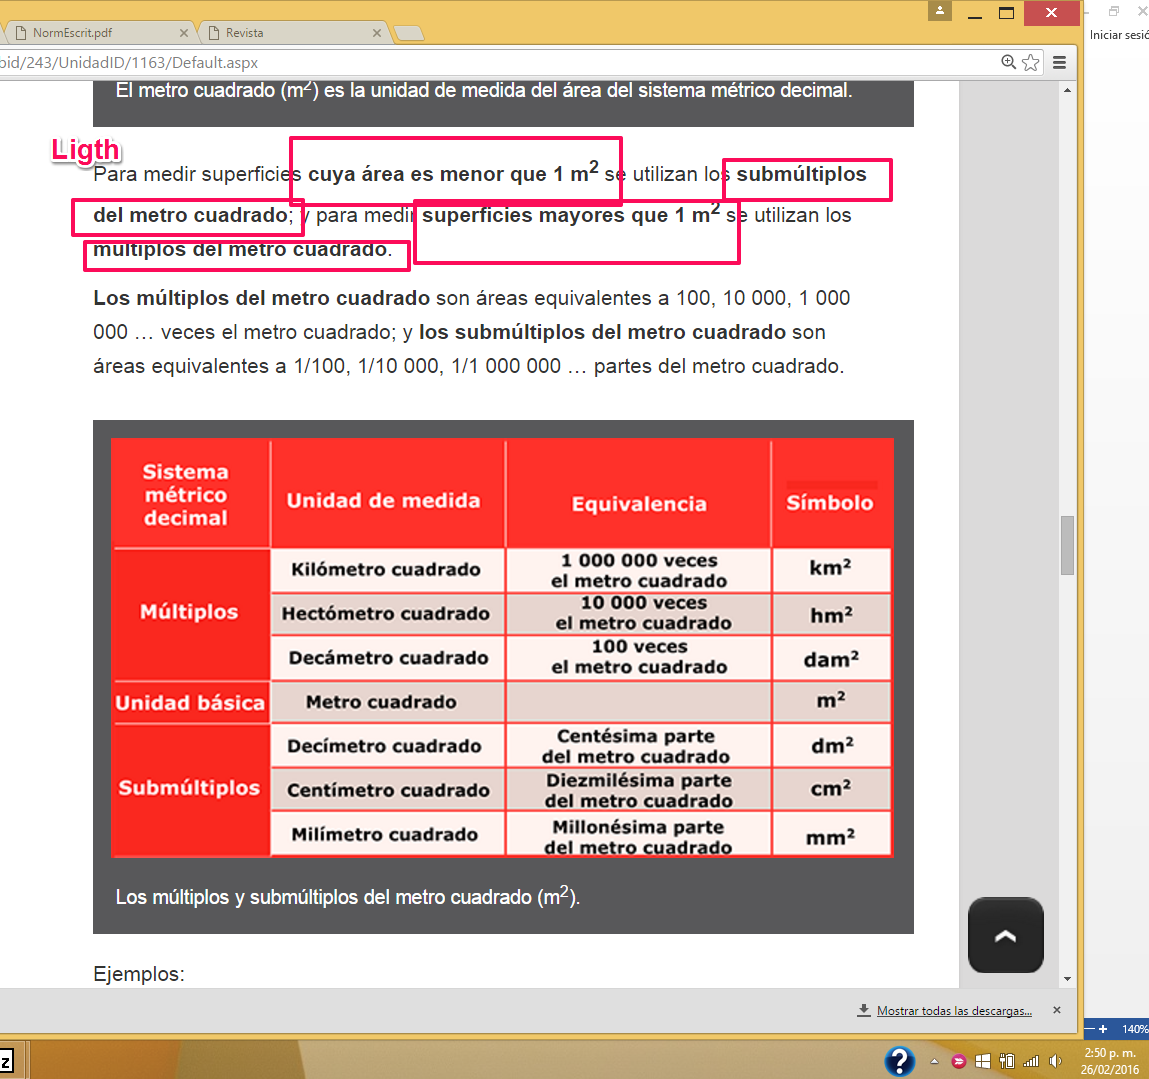 NormEscrit.pdf
Revista
Iniciar sesió
bid/243/UnidadID/1163/Default.aspx
El metro cuadrado (m²) es la unidad de medida del área del sistema métrico decimal.
Ligth
Para medir superficies cuya área es menor que 1 m² se utilizan los submúltiplos
del metro cuadrado; y para medir superficies mayores que 1 m² se utilizan los
múltiplos del metro cuadrado.
Los múltiplos del metro cuadrado son áreas equivalentes a 100, 10 000, 1 000
000 … veces el metro cuadrado; y los submúltiplos del metro cuadrado son
áreas equivalentes a 1/100, 1/10 000, 1/1 000 000 … partes del metro cuadrado.
Sistema
métrico
decimal
Unidad de medida
Equivalencia
Símbolo
Múltiplos
Kilómetro cuadrado
1 000 000 veces
el metro cuadrado
km²
Hectómetro cuadrado
10 000 veces
el metro cuadrado
hm²
Decámetro cuadrado
100 veces
el metro cuadrado
dam²
Unidad básica
Metro cuadrado
m²
Submúltiplos
Decímetro cuadrado
Centésima parte
del metro cuadrado
dm²
Centímetro cuadrado
Diezmilésima parte
del metro cuadrado
cm²
Milímetro cuadrado
Millonésima parte
del metro cuadrado
mm²
Los múltiplos y submúltiplos del metro cuadrado (m²).
Ejemplos:
Mostrar todas las descargas...
140%
z
?
2:50 p. m.
26/02/2016